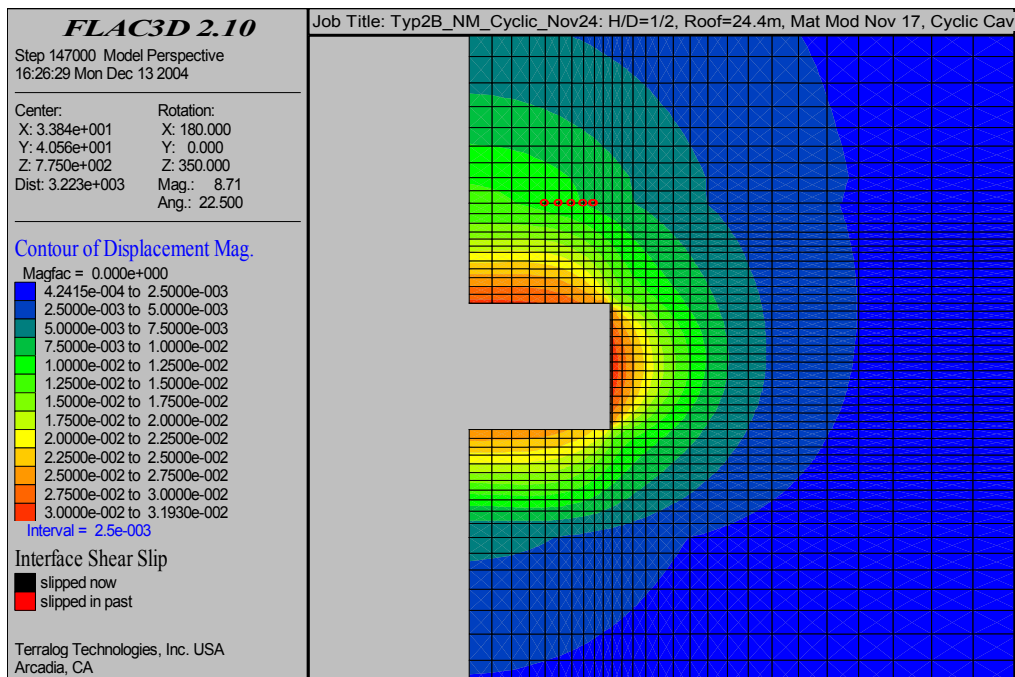 FLAC3D 2.10
Step 147000 Model Perspective
16:26:29 Mon Dec 13 2004
Center:
X: 3.384e+001
Y: 4.056e+001
Z: 7.750e+002
Dist: 3.223e+003
Rotation:
X: 180.000
Y: 0.000
Z: 350.000
Mag.: 8.71
Ang.: 22.500
Contour of Displacement Mag.
Magfac = 0.000e+000
4.2415e-004 to 2.5000e-003
2.5000e-003 to 5.0000e-003
5.0000e-003 to 7.5000e-003
7.5000e-003 to 1.0000e-002
1.0000e-002 to 1.2500e-002
1.2500e-002 to 1.5000e-002
1.5000e-002 to 1.7500e-002
1.7500e-002 to 2.0000e-002
2.0000e-002 to 2.2500e-002
2.2500e-002 to 2.5000e-002
2.5000e-002 to 2.7500e-002
2.7500e-002 to 3.0000e-002
3.0000e-002 to 3.1930e-002
Interval = 2.5e-003
Interface Shear Slip
slipped now
slipped in past
Terralog Technologies, Inc. USA
Arcadia, CA
Job Title: Typ2B_NM_Cyclic_Nov24: H/D=1/2, Roof=24.4m, Mat Mod Nov 17, Cyclic Cav